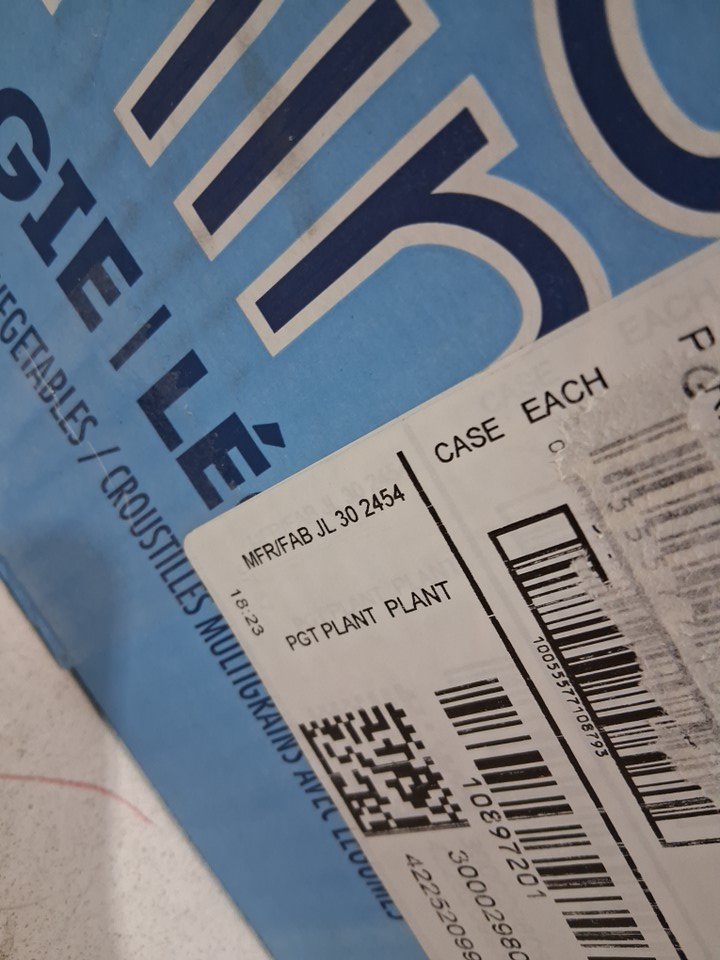 GIE | LÉ
VEGETABLES / CROUSTILLES MULTIGRAINS AVEC LÉGUMES
CASE EACH
MFR/FAB JL 30 2454
18:23
PGT PLANT PLANT
10055577108793
10897201
30002980
42252099